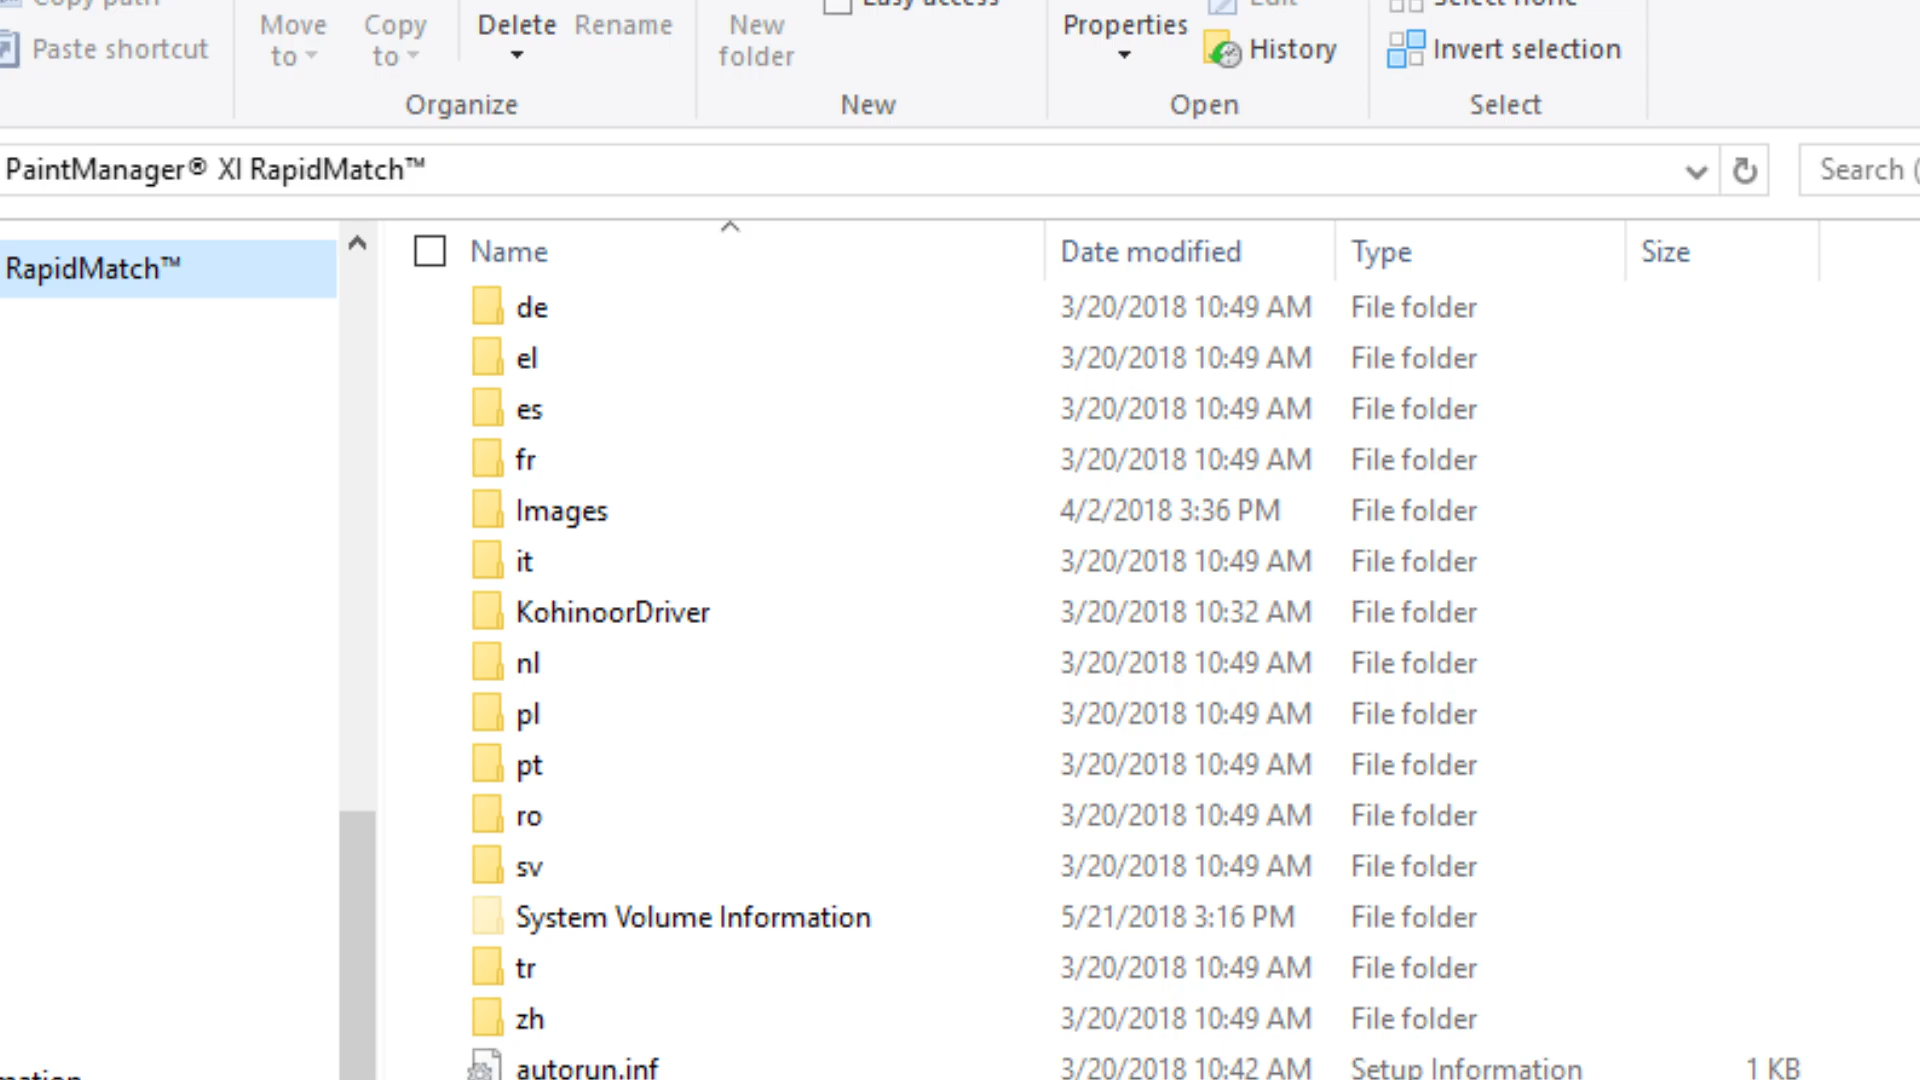 Copy path
Easy access
Edit
Select none
Move
Copy
Delete
Rename
New
Properties
Paste shortcut
to
to
folder
History
Invert selection
Organize
New
Open
Select
PaintManager® XI RapidMatch™
Search (
RapidMatch™
Name
Date modified
Type
Size
de 3/20/2018 10:49 AM File folder
el 3/20/2018 10:49 AM File folder
es 3/20/2018 10:49 AM File folder
fr 3/20/2018 10:49 AM File folder
Images 4/2/2018 3:36 PM File folder
it 3/20/2018 10:49 AM File folder
KohinoorDriver 3/20/2018 10:32 AM File folder
nl 3/20/2018 10:49 AM File folder
pl 3/20/2018 10:49 AM File folder
pt 3/20/2018 10:49 AM File folder
ro 3/20/2018 10:49 AM File folder
sv 3/20/2018 10:49 AM File folder
System Volume Information 5/21/2018 3:16 PM File folder
tr 3/20/2018 10:49 AM File folder
zh 3/20/2018 10:49 AM File folder
autorun.inf 3/20/2018 10:42 AM Setup Information 1 KB